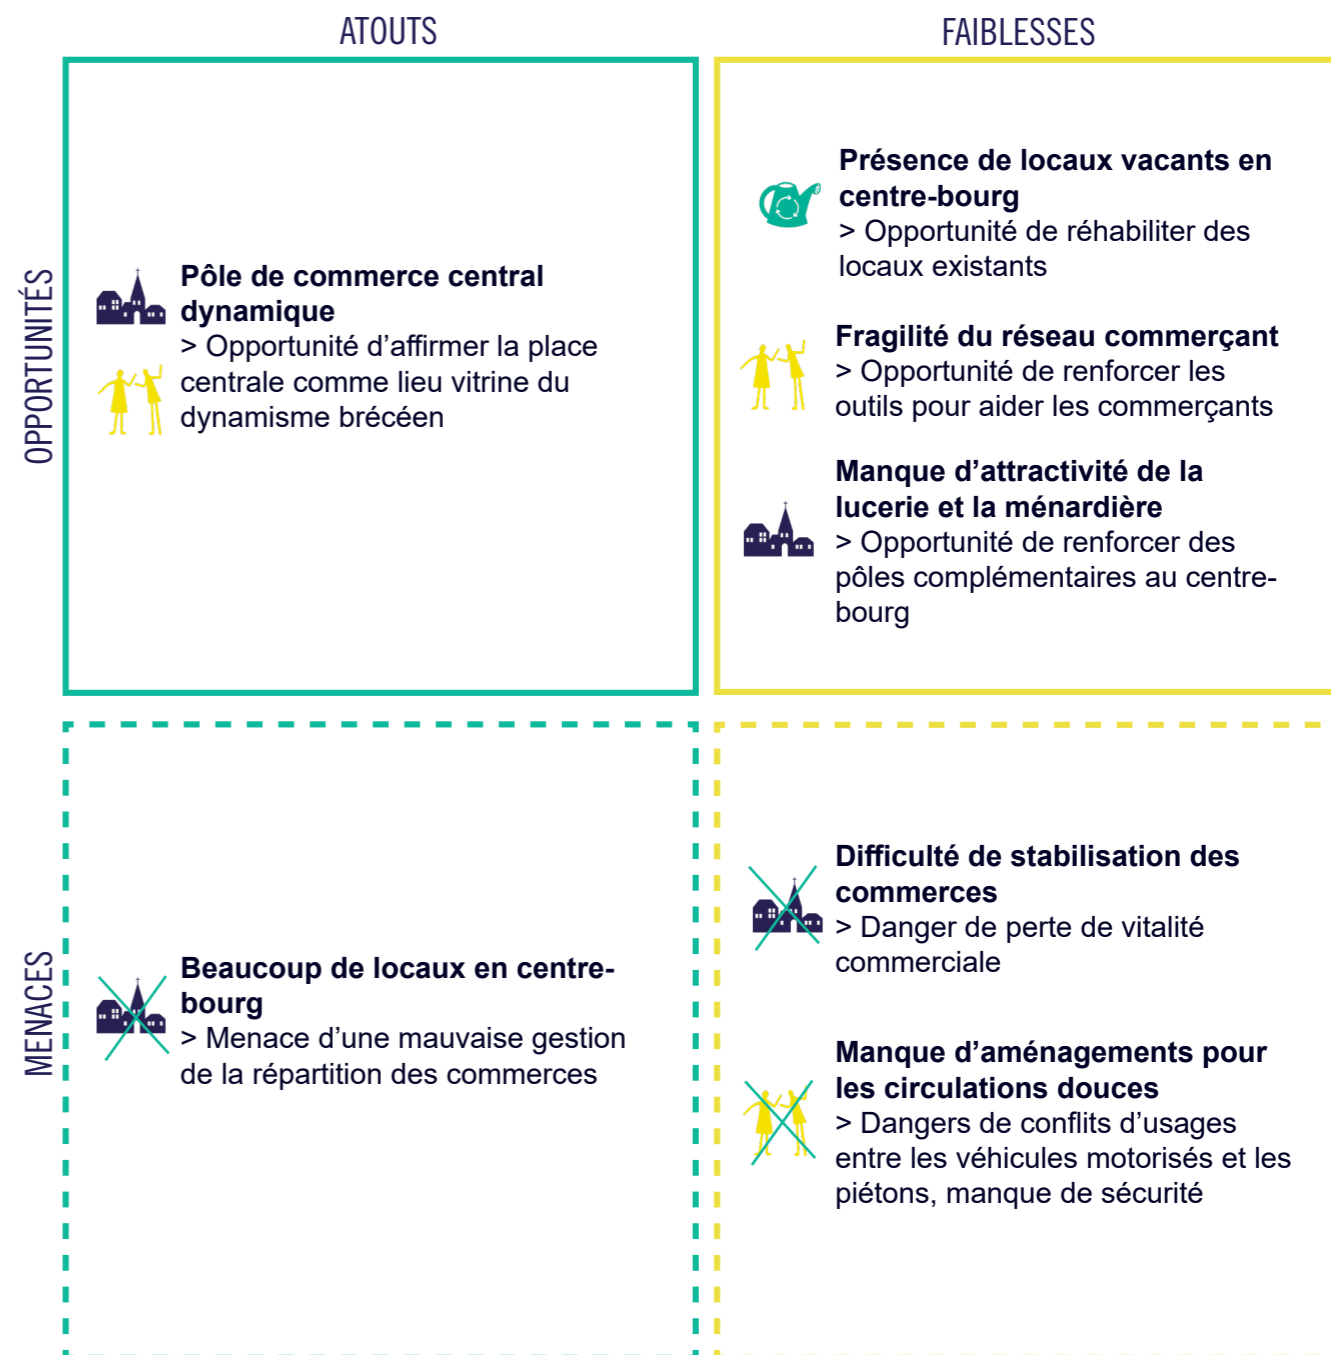 ATOUTS
FAIBLESSES
OPPORTUNITÉS
Pôle de commerce central
dynamique
> Opportunité d’affirmer la place
centrale comme lieu vitrine du
dynamisme brécéen
Présence de locaux vacants en
centre-bourg
> Opportunité de réhabiliter des
locaux existants
Fragilité du réseau commerçant
> Opportunité de renforcer les
outils pour aider les commerçants
Manque d’attractivité de la
lucerie et la ménardière
> Opportunité de renforcer des
pôles complémentaires au centre-
bourg
MENACES
Beaucoup de locaux en centre-
bourg
> Menace d’une mauvaise gestion
de la répartition des commerces
Difficulté de stabilisation des
commerces
> Danger de perte de vitalité
commerciale
Manque d’aménagements pour
les circulations douces
> Dangers de conflits d’usages
entre les véhicules motorisés et les
piétons, manque de sécurité